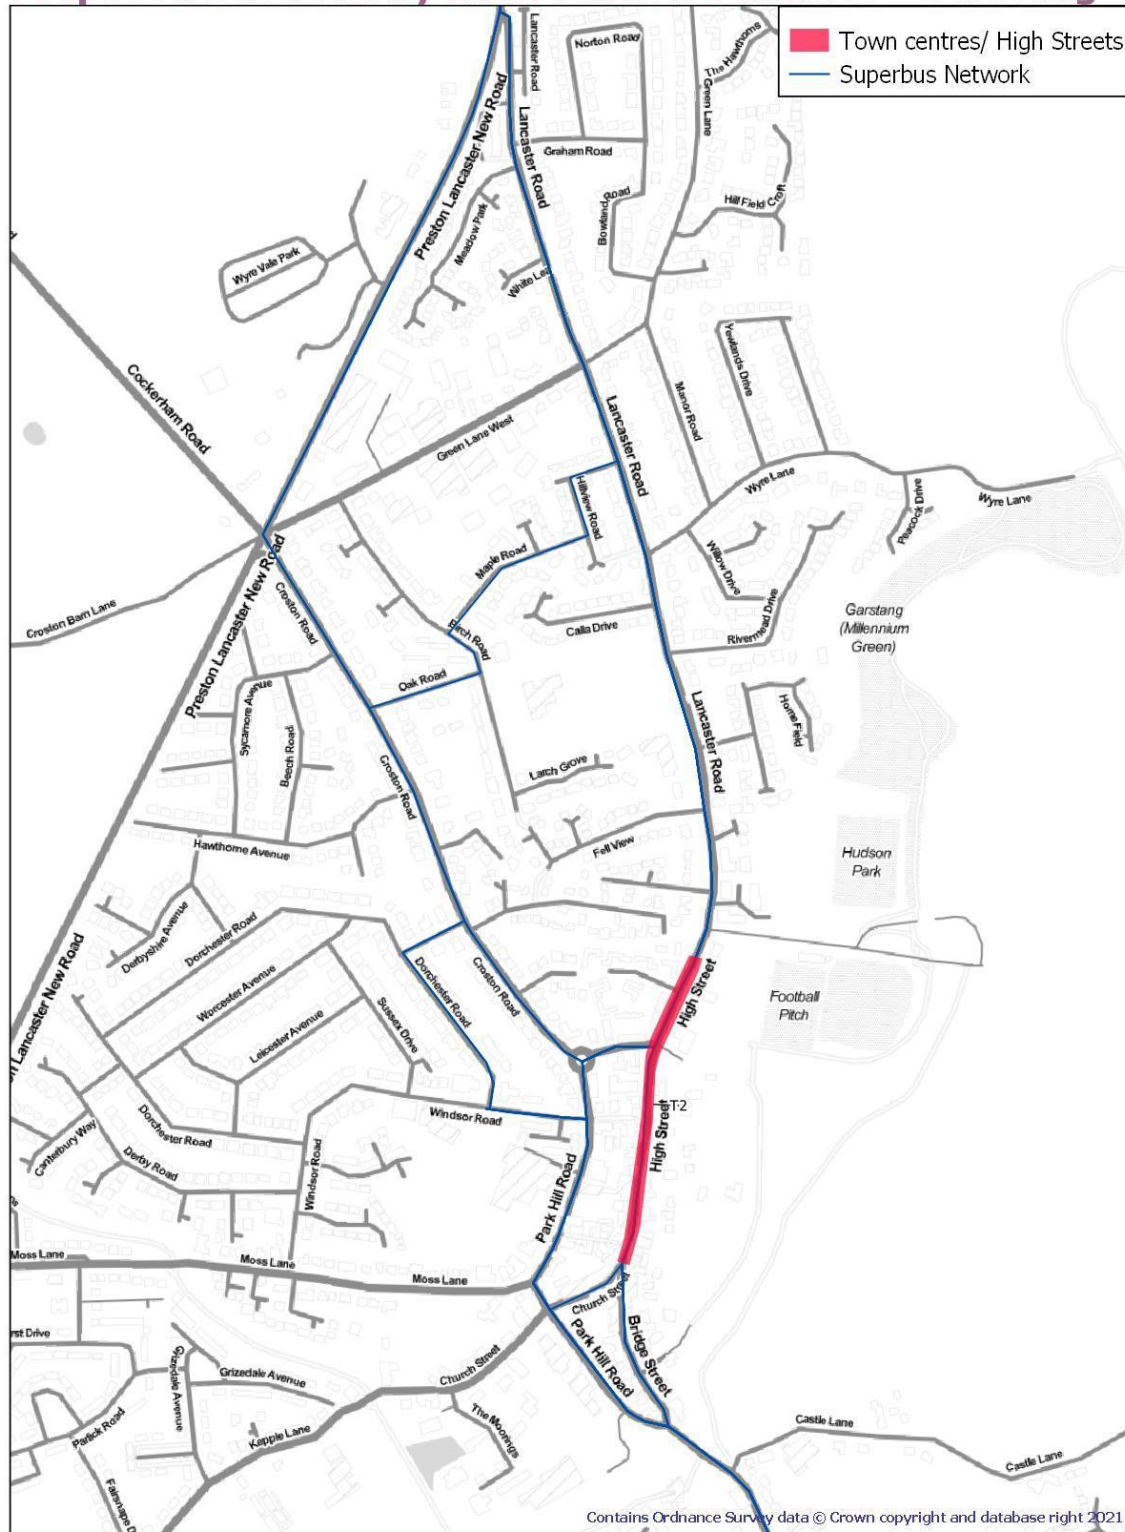 Town centres/ High Streets
Superbus Network
Lancaster Road
Norton Road
The Hawthorns
Green Lane
Preston Lancaster New Road
Lancaster Road
Graham Road
Bowland Road
Hill Field Croft
Meadow Park
Wyre Vale Park
White Lea
Cockerham Road
Yewlands Drive
Manor Road
Lancaster Road
Green Lane West
Hillview Road
Wyre Lane
Wyre Lane
Peacock Drive
Maple Road
Willow Drive
Croston Barn Lane
Preston Lancaster New Road
Croston Road
Birch Road
Calla Drive
Rivermead Drive
Garstang
(Millennium
Green)
Oak Road
Sycamore Avenue
Beech Road
Lancaster Road
Home Field
Croston Road
Larch Grove
Hawthorne Avenue
Fell View
Hudson
Park
Derbyshire Avenue
Dorchester Road
Worcester Avenue
Leicester Avenue
Sussex Drive
Dorchester Road
Croston Road
High Street
Football
Pitch
Lancaster New Road
Canterbury Way
Dorchester Road
Derby Road
Windsor Road
Windsor Road
High Street
T-2
Park Hill Road
Moss Lane
Moss Lane
Moss Lane
Church Street
Park Hill Road
Bridge Street
rst Drive
Grizedale Avenue
Grizedale Avenue
Church Street
Parlick Road
Kepple Lane
The Moorings
Castle Lane
Castle Lane
Fairsnape D
Contains Ordnance Survey data © Crown copyright and database right 2021